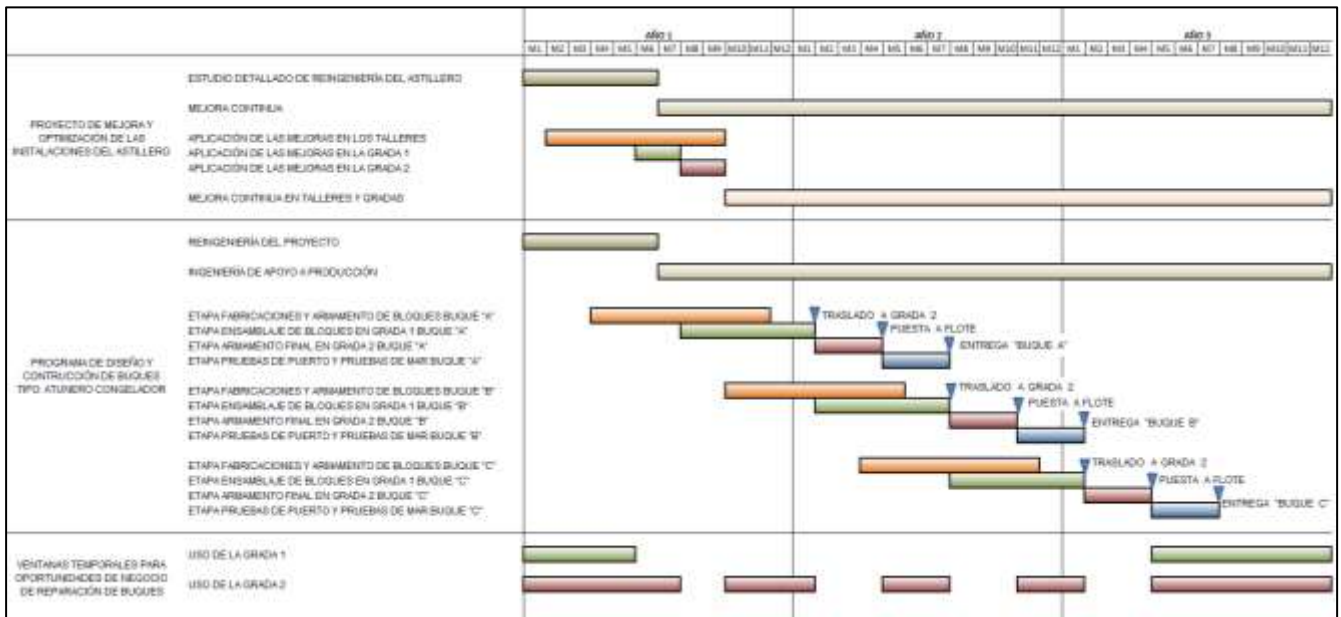 AÑO 1 AÑO 2 AÑO 3
M1 M2 M3 M4 M5 M6 M7 M8 M9 M10 M11 M12 M1 M2 M3 M4 M5 M6 M7 M8 M9 M10 M11 M12 M1 M2 M3 M4 M5 M6 M7 M8 M9 M10 M11 M12
PROYECTO DE MEJORA Y
OPTIMIZACIÓN DE LAS
INSTALACIONES DEL ASTILLERO
ESTUDIO DETALLADO DE REINGENIERÍA DEL ASTILLERO
MEJORA CONTINUA
APLICACIÓN DE LAS MEJORAS EN LOS TALLERES
APLICACIÓN DE LAS MEJORAS EN LA GRADA 1
APLICACIÓN DE LAS MEJORAS EN LA GRADA 2
MEJORA CONTINUA EN TALLERES Y GRADAS
PROGRAMA DE DISEÑO Y
CONTRUCCIÓN DE BUQUES
TIPO: ATUNERO CONGELADOR
REINGENIERÍA DEL PROYECTO
INGENIERÍA DE APOYO A PRODUCCIÓN
ETAPA FABRICACIONES Y ARMAMENTO DE BLOQUES BUQUE "A"
TRASLADO A GRADA 2
ETAPA ENSAMBLAJE DE BLOQUES EN GRADA 1 BUQUE "A"
PUESTA A FLOTE
ETAPA ARMAMENTO FINAL EN GRADA 2 BUQUE "A"
ENTREGA "BUQUE A"
ETAPA PRUEBAS DE PUERTO Y PRUEBAS DE MAR BUQUE "A"
ETAPA FABRICACIONES Y ARMAMENTO DE BLOQUES BUQUE "B"
TRASLADO A GRADA 2
ETAPA ENSAMBLAJE DE BLOQUES EN GRADA 1 BUQUE "B"
PUESTA A FLOTE
ETAPA ARMAMENTO FINAL EN GRADA 2 BUQUE "B"
ENTREGA "BUQUE B"
ETAPA PRUEBAS DE PUERTO Y PRUEBAS DE MAR BUQUE "B"
ETAPA FABRICACIONES Y ARMAMENTO DE BLOQUES BUQUE "C"
TRASLADO A GRADA 2
ETAPA ENSAMBLAJE DE BLOQUES EN GRADA 1 BUQUE "C"
PUESTA A FLOTE
ETAPA ARMAMENTO FINAL EN GRADA 2 BUQUE "C"
ENTREGA "BUQUE C"
ETAPA PRUEBAS DE PUERTO Y PRUEBAS DE MAR BUQUE "C"
VENTANAS TEMPORALES PARA
OPORTUNIDADES DE NEGOCIO
DE REPARACIÓN DE BUQUES
USO DE LA GRADA 1
USO DE LA GRADA 2